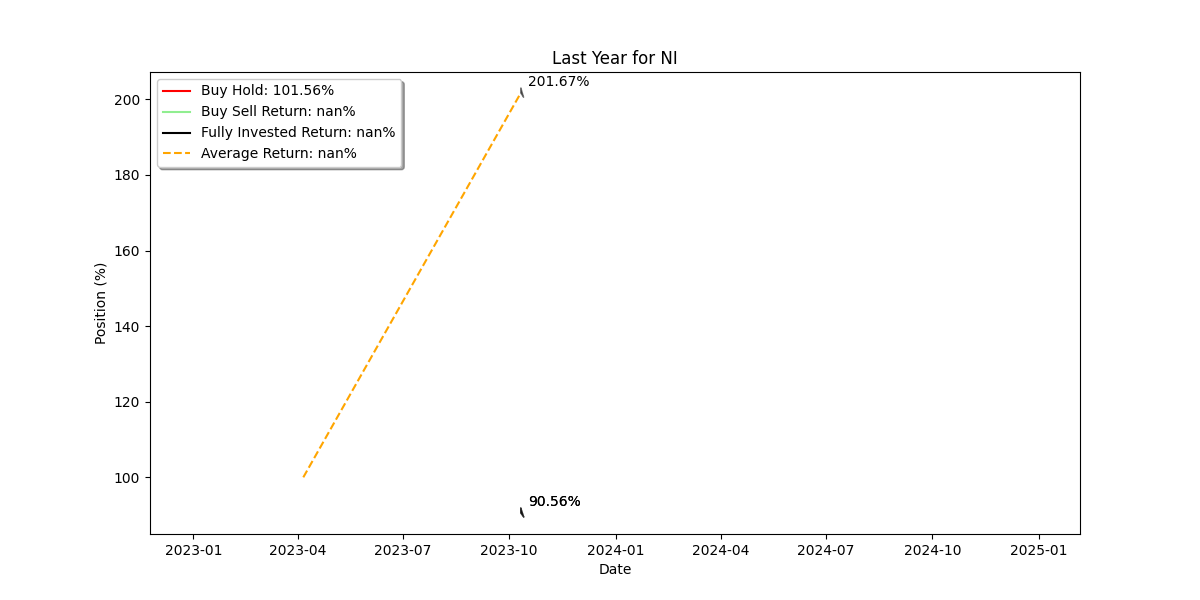 Last Year for NI
201.67%
Buy Hold: 101.56%
Buy Sell Return: nan%
Fully Invested Return: nan%
Average Return: nan%
200
180
160
140
120
100
Position (%)
90.56%
2023-01 2023-04 2023-07 2023-10 2024-01 2024-04 2024-07 2024-10 2025-01
Date